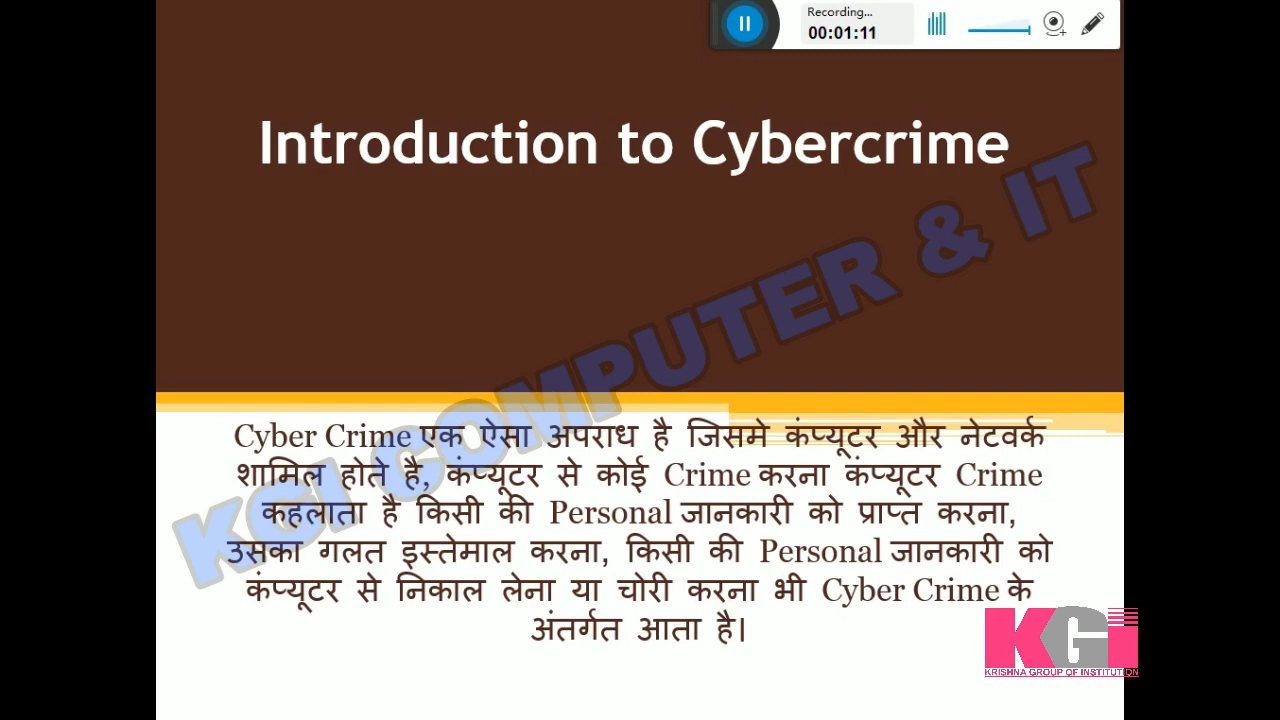 Recording...
00:01:11
Introduction to Cybercrime
KGI COMPUTER & IT
Cyber Crime एक ऐसा अपराध है जिसमे कंप्यूटर और नेटवर्क
शामिल होते है, कंप्यूटर से कोई Crime करना कंप्यूटर Crime
कहलाता है किसी की Personal जानकारी को प्राप्त करना,
उसका गलत इस्तेमाल करना, किसी की Personal जानकारी को
कंप्यूटर से निकाल लेना या चोरी करना भी Cyber Crime के
अंतर्गत आता है।
KGI
KRISHNA GROUP OF INSTITUTION